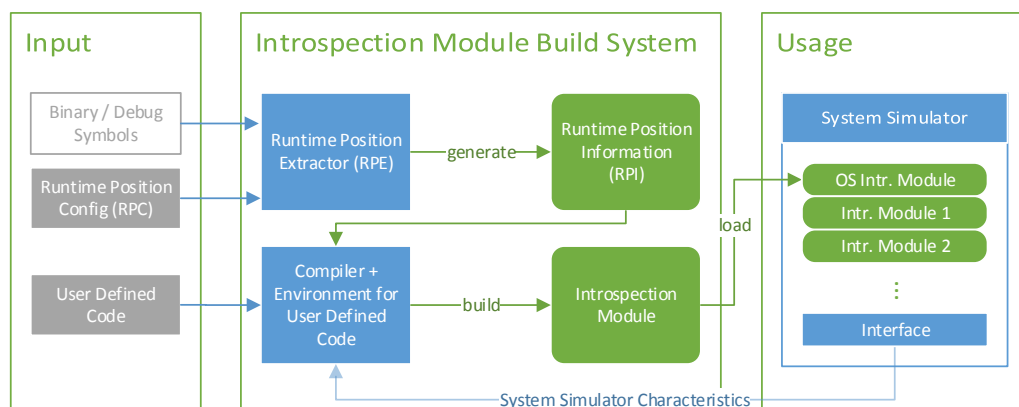 Input
Binary / Debug
Symbols
Runtime Position
Config (RPC)
User Defined
Code
Introspection Module Build System
Runtime Position
Extractor (RPE)
generate
Runtime Position
Information
(RPI)
Compiler +
Environment for
User Defined
Code
build
Introspection
Module
load
Usage
System Simulator
OS Intr. Module
Intr. Module 1
Intr. Module 2
...
Interface
System Simulator Characteristics